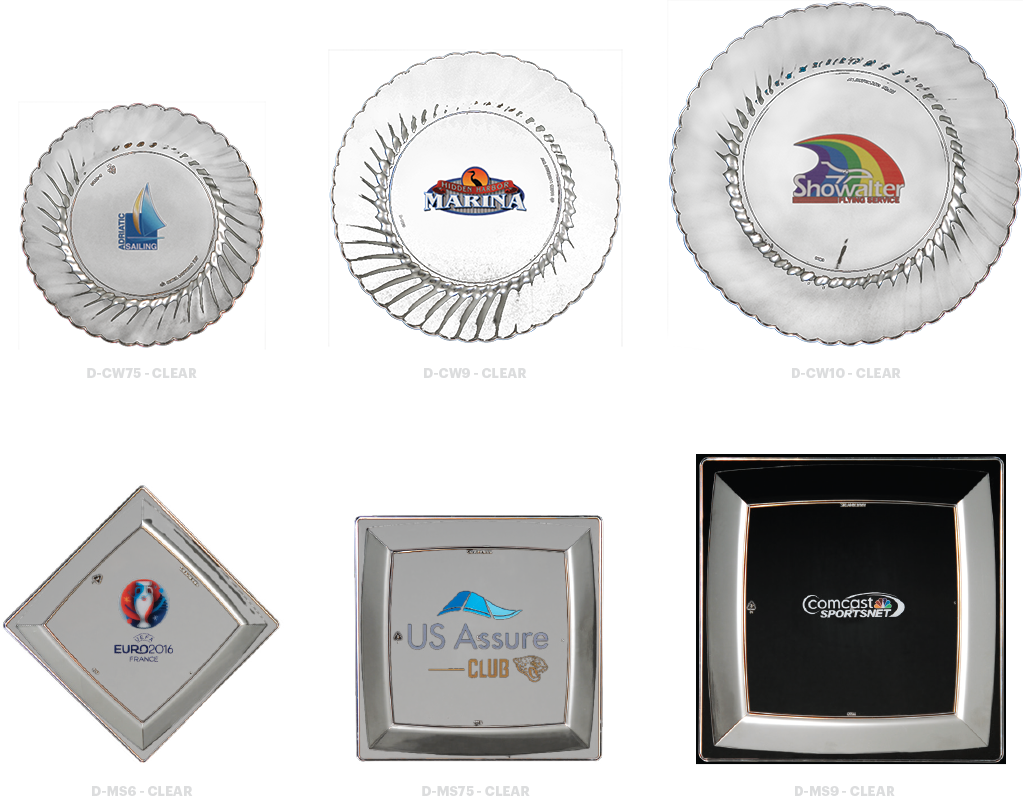 ADRIATIC
SAILING
HIDDEN HARBOR
MARINA
Showalter
FLYING SERVICE
D-CW75 - CLEAR
D-CW9 - CLEAR
D-CW10 - CLEAR
UEFA
EURO2016
FRANCE
US Assure
CLUB
comcast
SPORTSNET
D-MS6 - CLEAR
D-MS75 - CLEAR
D-MS9 - CLEAR